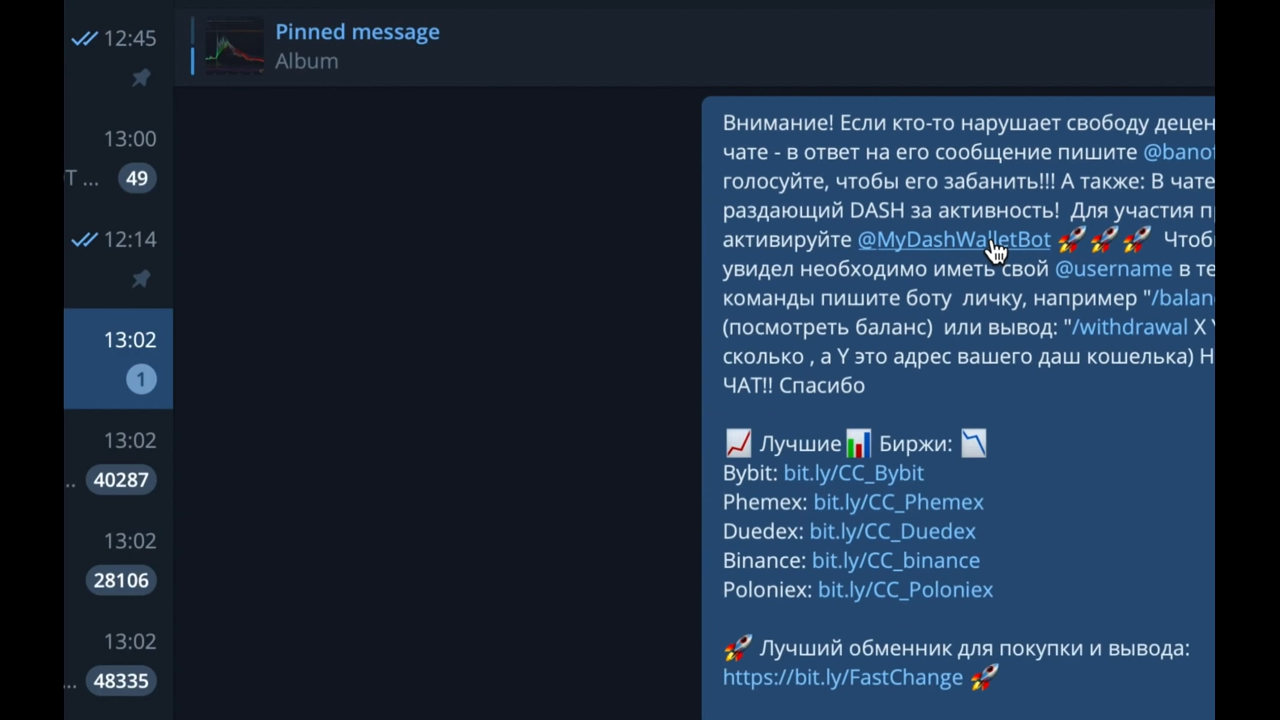 12:45
Pinned message
Album
13:00
T ...
49
12:14
13:02
1
13:02
.. 40287
13:02
28106
13:02
... 48335
Внимание! Если кто-то нарушает свободу децен
чате - в ответ на его сообщение пишите @bano
голосуйте, чтобы его забанить!!! А также: В чате
раздающий DASH за активность! Для участия п
активируйте @MyDashWalletBot 🚀🚀🚀 Чтоб
увидел необходимо иметь свой @username в те
команды пишите боту личку, например "/balan
(посмотреть баланс) или вывод: "/withdrawal X
сколько , а Y это адрес вашего даш кошелька) Н
ЧАТ!! Спасибо
📈 Лучшие 📊 Биржи: 📉
Bybit: bit.ly/CC_Bybit
Phemex: bit.ly/CC_Phemex
Duedex: bit.ly/CC_Duedex
Binance: bit.ly/CC_binance
Poloniex: bit.ly/CC_Poloniex
🚀 Лучший обменник для покупки и вывода:
https://bit.ly/FastChange 🚀